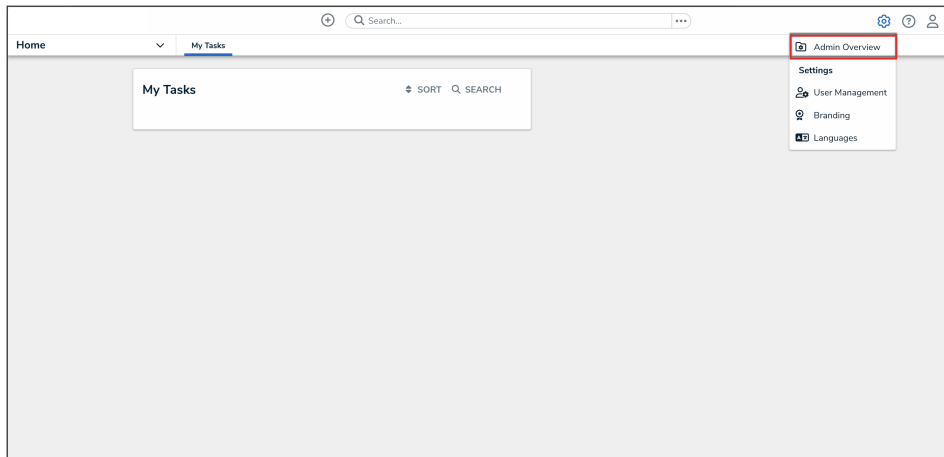 Search...
Home
My Tasks
Admin Overview
Settings
User Management
Branding
Languages
My Tasks
SORT
SEARCH